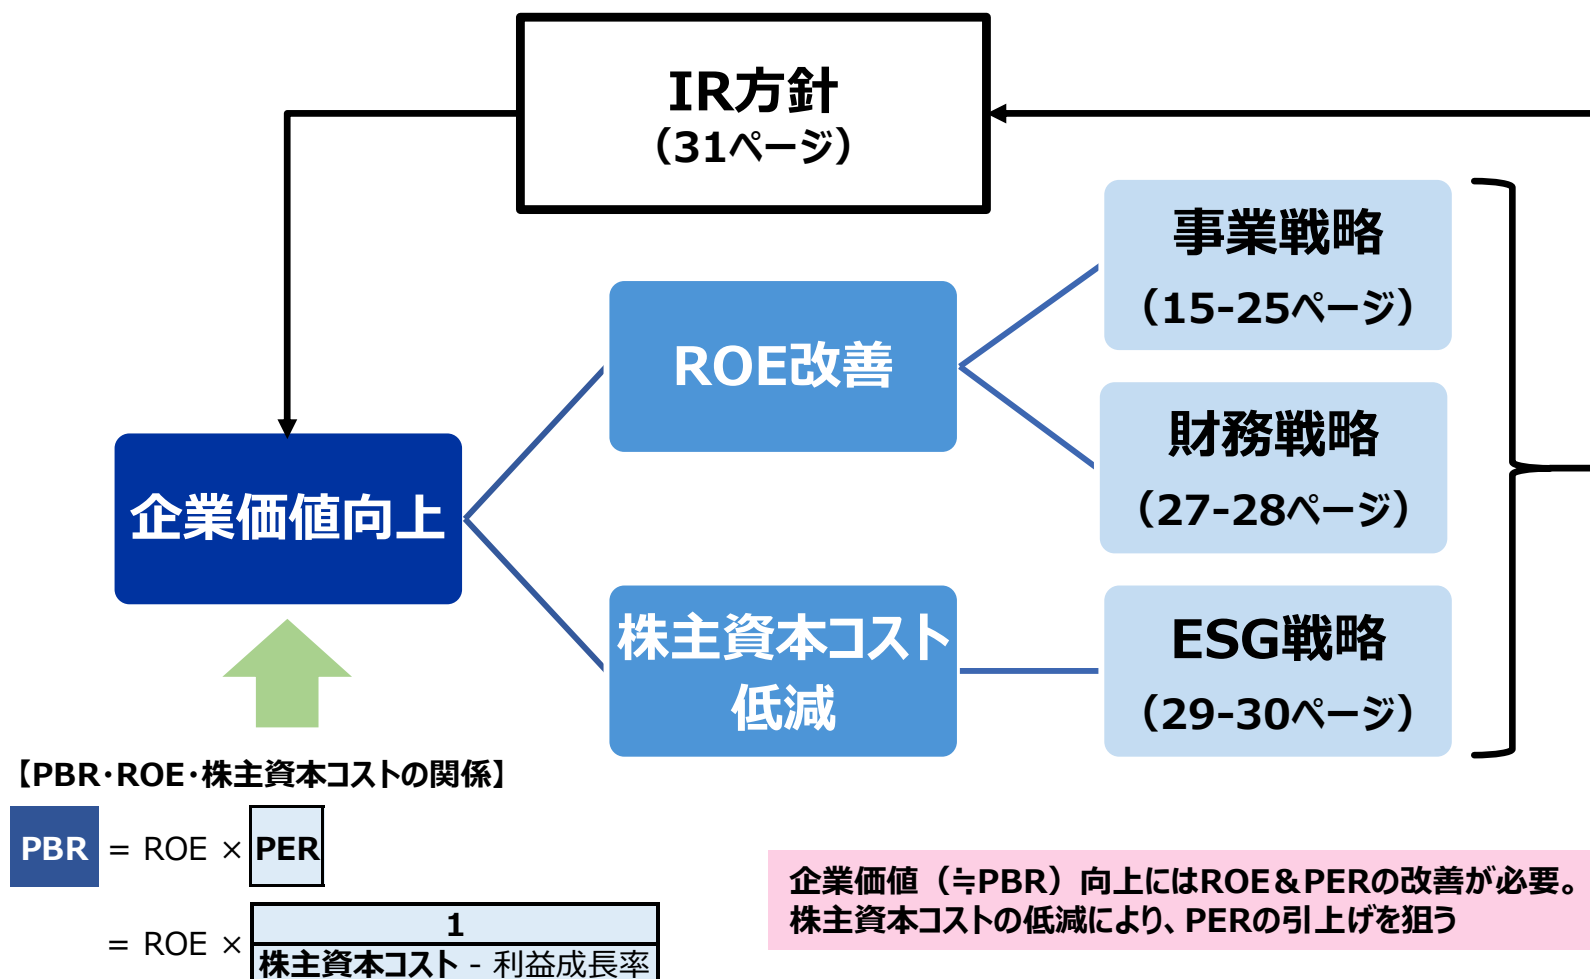 IR方針
（31ページ）
事業戦略
（15-25ページ）
ROE改善
財務戦略
（27-28ページ）
企業価値向上
株主資本コスト
低減
ESG戦略
（29-30ページ）
【PBR・ROE・株主資本コストの関係】
PBR = ROE × PER
= ROE × 1
株主資本コスト - 利益成長率
企業価値（≒PBR）向上にはROE＆PERの改善が必要。
株主資本コストの低減により、PERの引上げを狙う